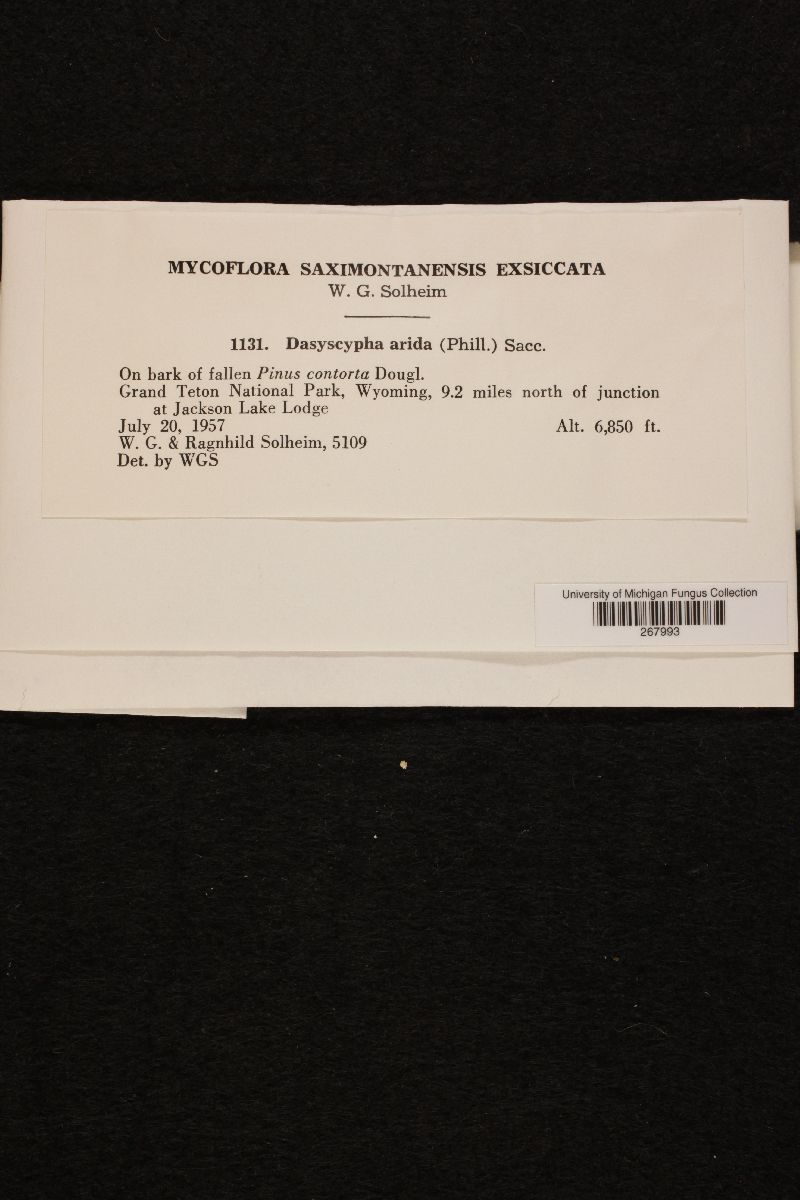 MYCOFLORA SAXIMONTANENSIS EXSICCATA
W. G. Solheim
1131. Dasyscypha arida (Phill.) Sacc.
On bark of fallen Pinus contorta Dougl.
Grand Teton National Park, Wyoming, 9.2 miles north of junction
at Jackson Lake Lodge
July 20, 1957 Alt. 6,850 ft.
W. G. & Ragnhild Solheim, 5109
Det. by WGS
University of Michigan Fungus Collection
267993